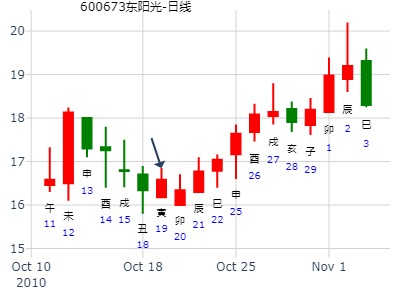 600673东阳光-日线
20
19
18
17
16
15
午
11
未
12
申
13
酉
14
戌
15
丑
18
寅
19
卯
20
辰
21
巳
22
申
25
酉
26
戌
27
亥
28
子
29
卯
1
辰
2
巳
3
Oct 10
2010
Oct 18
Oct 25
Nov 1